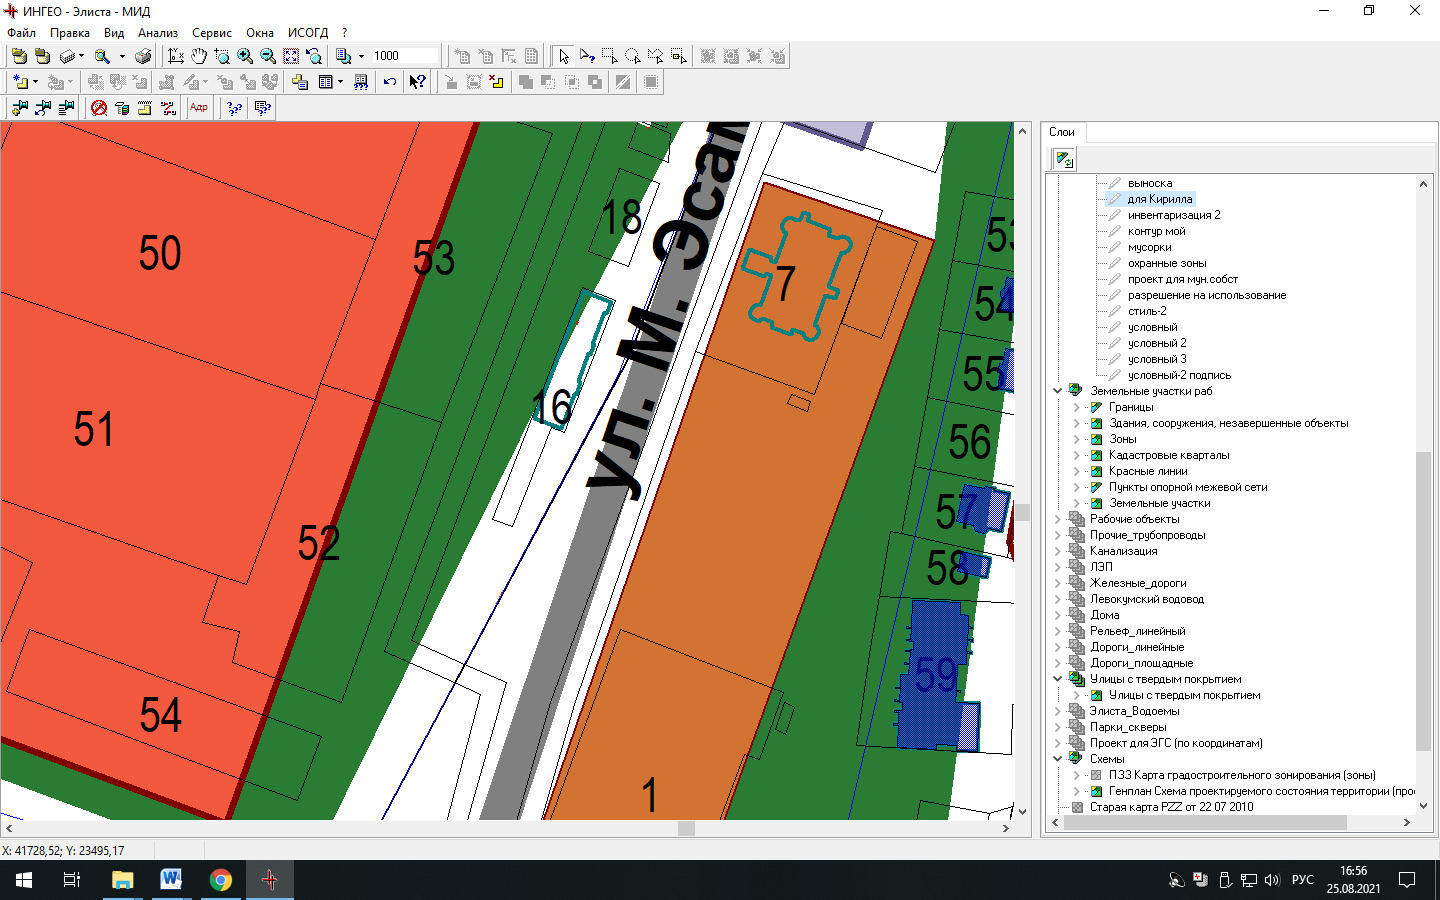 ИНГЕО - Элиста - МИД
Файл Правка Вид Анализ Сервис Окна ИСОГД ?
1000
Адр
50
51
52
53
54
18
16
ул. М. Эсам
7
1
53
54
55
56
57
58
59
Слои
выноска
для Кирилла
инвентаризация 2
контур мой
мусорки
охранные зоны
проект для мун.собст
разрешение на использование
стиль-2
условный
условный 2
условный 3
условный-2 подпись
Земельные участки раб
Границы
Здания, сооружения, незавершенные объекты
Зоны
Кадастровые кварталы
Красные линии
Пункты опорной межевой сети
Земельные участки
Рабочие объекты
Прочие_трубопроводы
Канализация
ЛЭП
Железные_дороги
Левокумский водовод
Дома
Рельеф_линейный
Дороги_линейные
Дороги_площадные
Улицы с твердым покрытием
Улицы с твердым покрытием
Элиста_Водоемы
Парки_скверы
Проект для ЭГС (по координатам)
Схемы
ПЗЗ Карта градостроительного зонирования (зоны)
Генплан Схема проектируемого состояния территории (прое
Старая карта PZZ от 22 07 2010
X: 41728,52; Y: 23495,17
РУС
16:56
25.08.2021